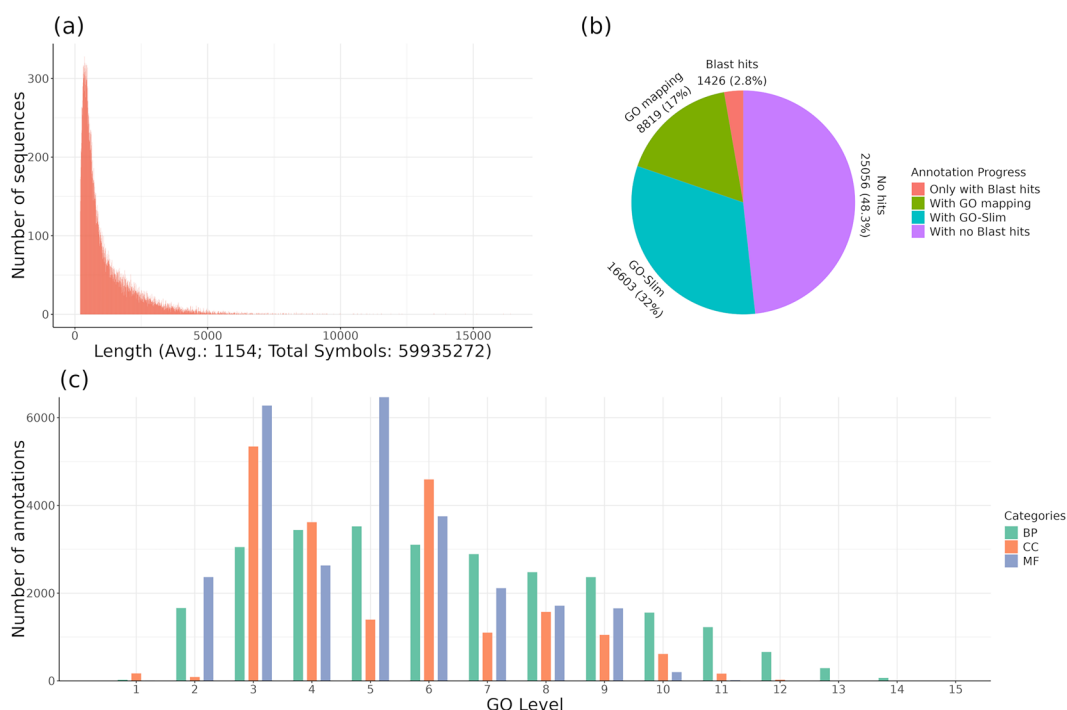 (a)
Number of sequences
300
200
100
0
0 5000 10000 15000
Length (Avg.: 1154; Total Symbols: 59935272)
(b)
Blast hits
1426 (2.8%)
GO mapping
8819 (17%)
No hits
25056 (48.3%)
GO-Slim
16603 (32%)
Annotation Progress
Only with Blast hits
With GO mapping
With GO-Slim
With no Blast hits
(c)
Number of annotations
6000
4000
2000
0
1 2 3 4 5 6 7 8 9 10 11 12 13 14 15
GO Level
Categories
BP
CC
MF